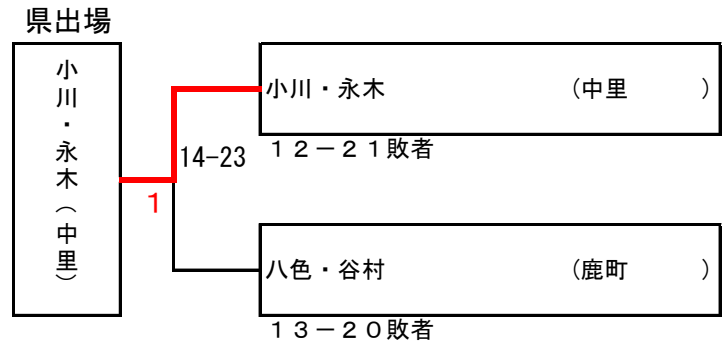 県出場
小川・永木（中里）
小川・永木 (中里 )
１２－２１敗者
14-23
1
八色・谷村 (鹿町 )
１３－２０敗者